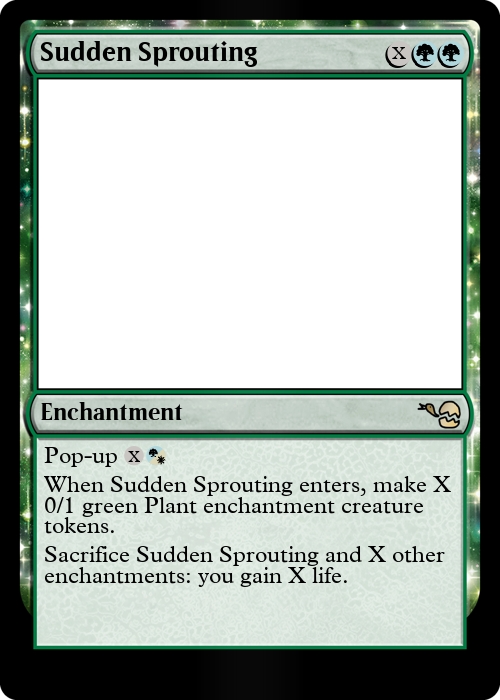 Sudden Sprouting X
Enchantment
Pop-up X
When Sudden Sprouting enters, make X
0/1 green Plant enchantment creature
tokens.
Sacrifice Sudden Sprouting and X other
enchantments: you gain X life.